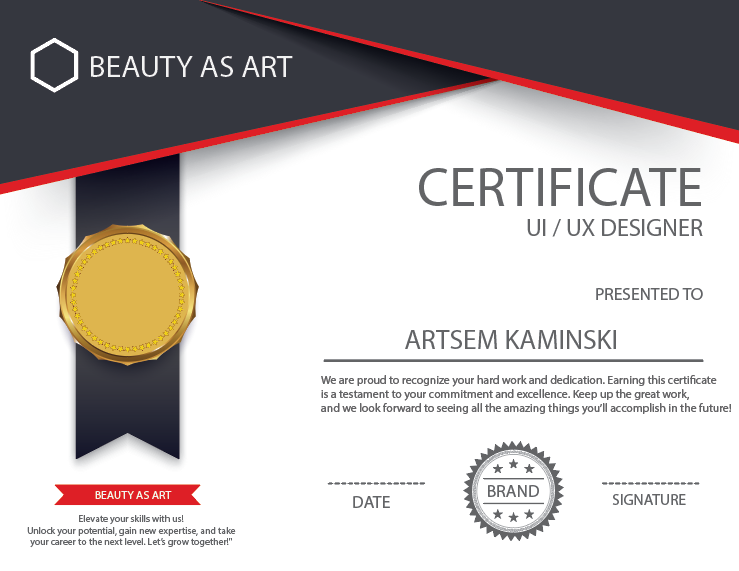 BEAUTY AS ART
CERTIFICATE
UI / UX DESIGNER
PRESENTED TO
ARTSEM KAMINSKI
We are proud to recognize your hard work and dedication. Earning this certificate
is a testament to your commitment and excellence. Keep up the great work,
and we look forward to seeing all the amazing things you’ll accomplish in the future!
BEAUTY AS ART
Elevate your skills with us!
Unlock your potential, gain new expertise, and take
your career to the next level. Let’s grow together!”
DATE
BRAND
SIGNATURE